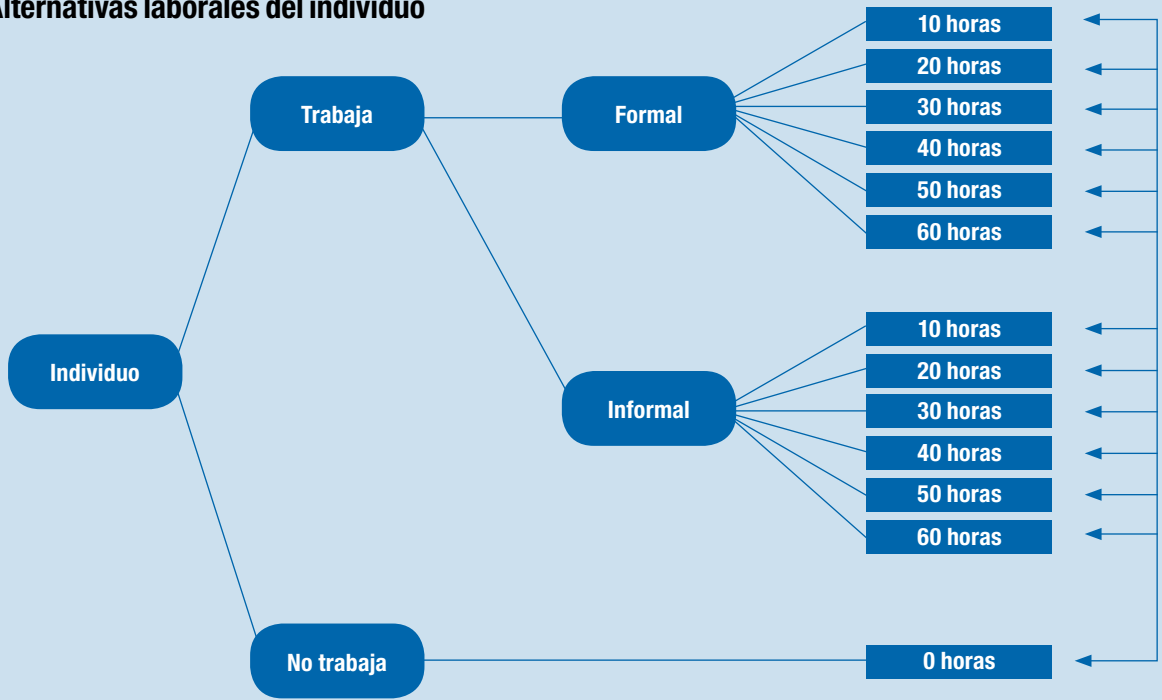 Alternativas laborales del individuo
Individuo
Trabaja
No trabaja
Formal
Informal
10 horas
20 horas
30 horas
40 horas
50 horas
60 horas
10 horas
20 horas
30 horas
40 horas
50 horas
60 horas
0 horas